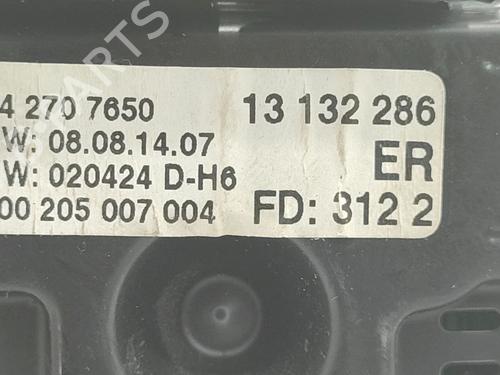 4 270 7650 13 132 286
W: 08.08.14.07 ER
W: 020424 D-H6
00 205 007 004 FD: 312 2